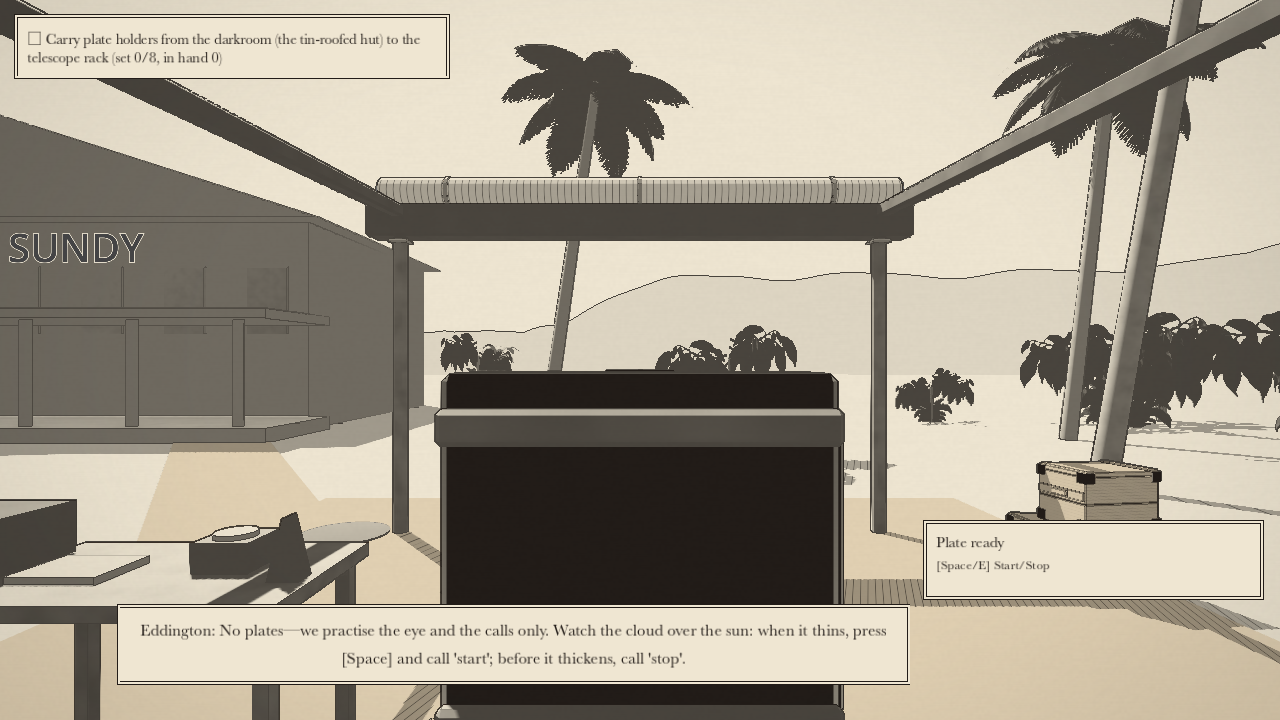 ☐ Carry plate holders from the darkroom (the tin-roofed hut) to the
telescope rack (set 0/8, in hand 0)
SUNDY
Plate ready
[Space/E] Start/Stop
Eddington: No plates—we practise the eye and the calls only. Watch the cloud over the sun: when it thins, press
[Space] and call 'start'; before it thickens, call 'stop'.